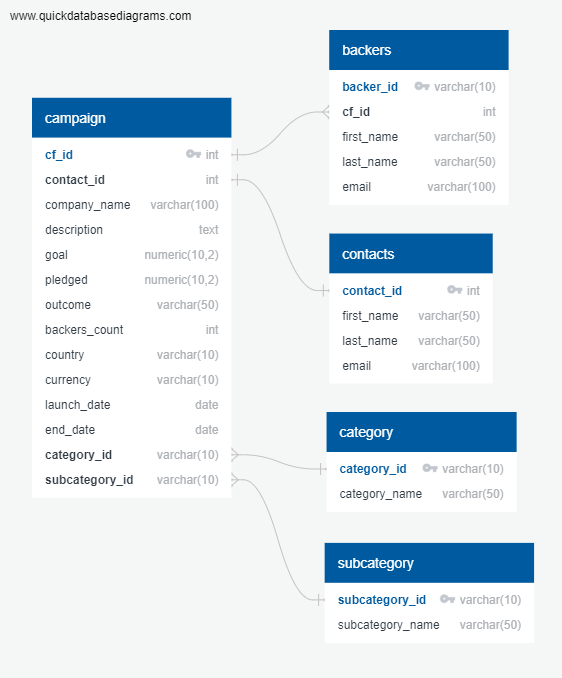 www.quickdatabasediagrams.com
campaign
cf_id int
contact_id int
company_name varchar(100)
description text
goal numeric(10,2)
pledged numeric(10,2)
outcome varchar(50)
backers_count int
country varchar(10)
currency varchar(10)
launch_date date
end_date date
category_id varchar(10)
subcategory_id varchar(10)
backers
backer_id varchar(10)
cf_id int
first_name varchar(50)
last_name varchar(50)
email varchar(100)
contacts
contact_id int
first_name varchar(50)
last_name varchar(50)
email varchar(100)
category
category_id varchar(10)
category_name varchar(50)
subcategory
subcategory_id varchar(10)
subcategory_name varchar(50)